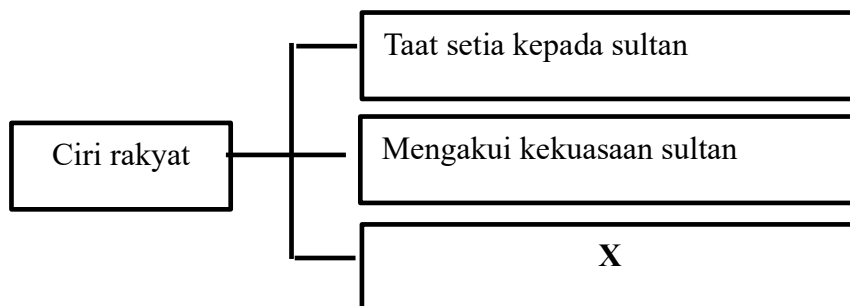 Taat setia kepada sultan
Ciri rakyat
Mengakui kekuasaan sultan
X